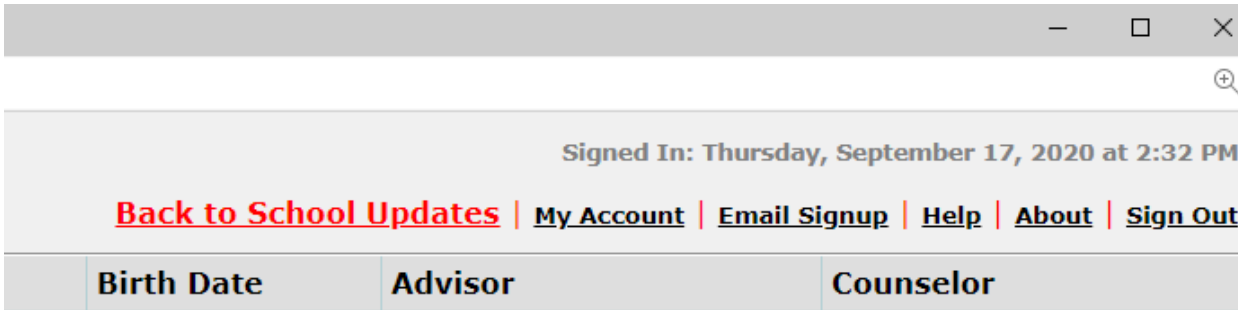 Signed In: Thursday, September 17, 2020 at 2:32 PM
Back to School Updates | My Account | Email Signup | Help | About | Sign Out
Birth Date Advisor Counselor